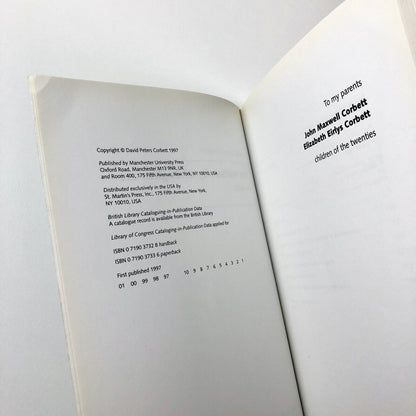 Copyright © David Peters Corbett 1997
Published by Manchester University Press
Oxford Road, Manchester M13 9NR, UK
and Room 400, 175 Fifth Avenue, New York, NY 10010, USA
Distributed exclusively in the USA by
St. Martin's Press, Inc., 175 Fifth Avenue, New York,
NY 10010, USA
British Library Cataloguing-in-Publication Data
A catalogue record is available from the British Library
Library of Congress Cataloging-in-Publication Data applied for
ISBN 0 7190 3732 8 hardback
ISBN 0 7190 3733 6 paperback
First published 1997
01 00 99 98 97 10 9 8 7 6 5 4 3 2 1
To my parents
John Maxwell Corbett
Elizabeth Eirlys Corbett
children of the twenties